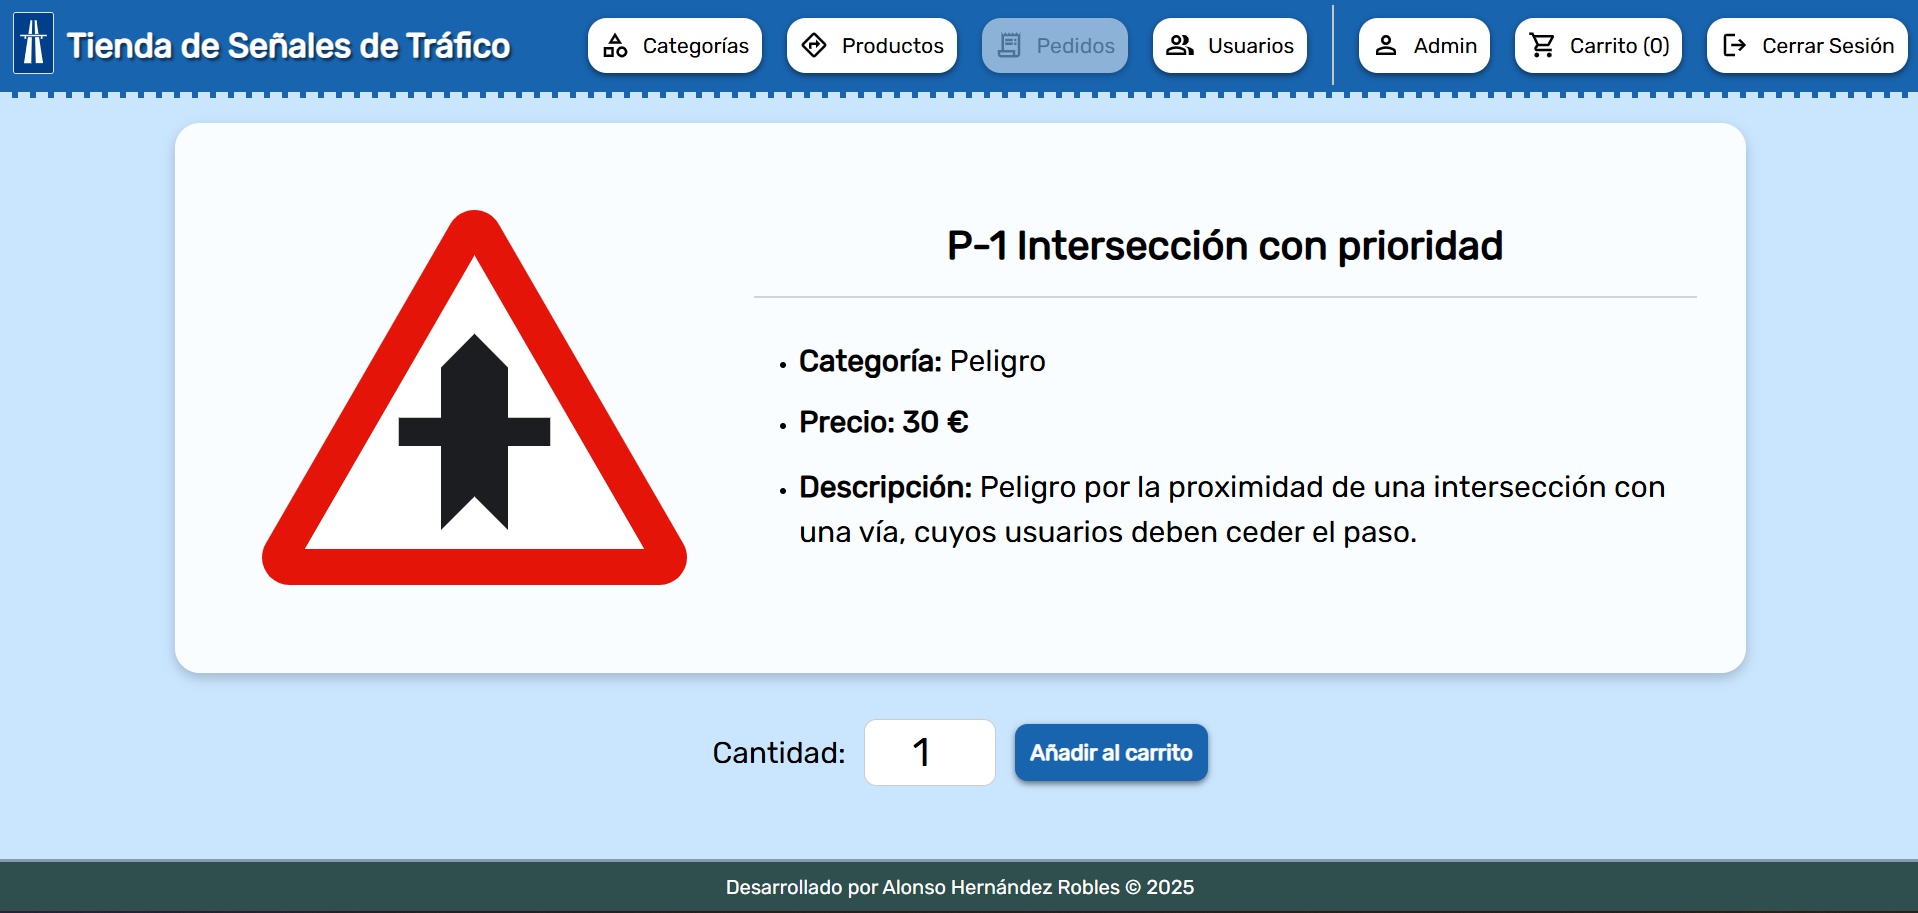 Tienda de Señales de Tráfico
Categorías
Productos
Pedidos
Usuarios
Admin
Carrito (0)
Cerrar Sesión
P-1 Intersección con prioridad
• Categoría: Peligro
• Precio: 30 €
• Descripción: Peligro por la proximidad de una intersección con
una vía, cuyos usuarios deben ceder el paso.
Cantidad: 1
Añadir al carrito
Desarrollado por Alonso Hernández Robles © 2025